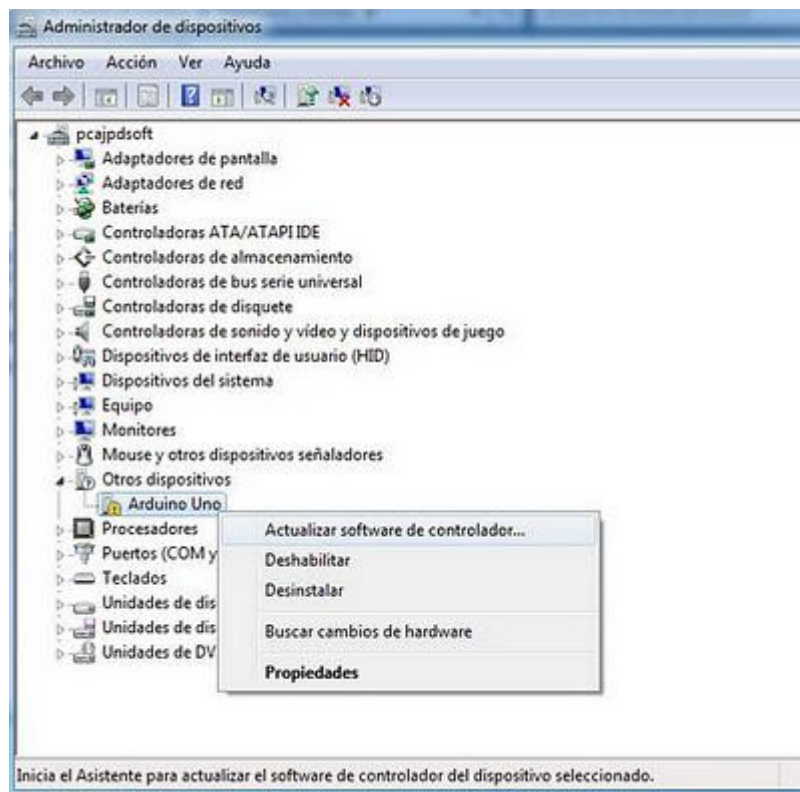 Administrador de dispositivos
Archivo Acción Ver Ayuda
pcajpdsoft
Adaptadores de pantalla
Adaptadores de red
Baterías
Controladoras ATA/ATAPI IDE
Controladoras de almacenamiento
Controladoras de bus serie universal
Controladoras de disquete
Controladoras de sonido y vídeo y dispositivos de juego
Dispositivos de interfaz de usuario (HID)
Dispositivos del sistema
Equipo
Monitores
Mouse y otros dispositivos señaladores
Otros dispositivos
Arduino Uno
Procesadores
Puertos (COM y
Teclados
Unidades de dis
Unidades de dis
Unidades de DV
Actualizar software de controlador...
Deshabilitar
Desinstalar
Buscar cambios de hardware
Propiedades
Inicia el Asistente para actualizar el software de controlador del dispositivo seleccionado.